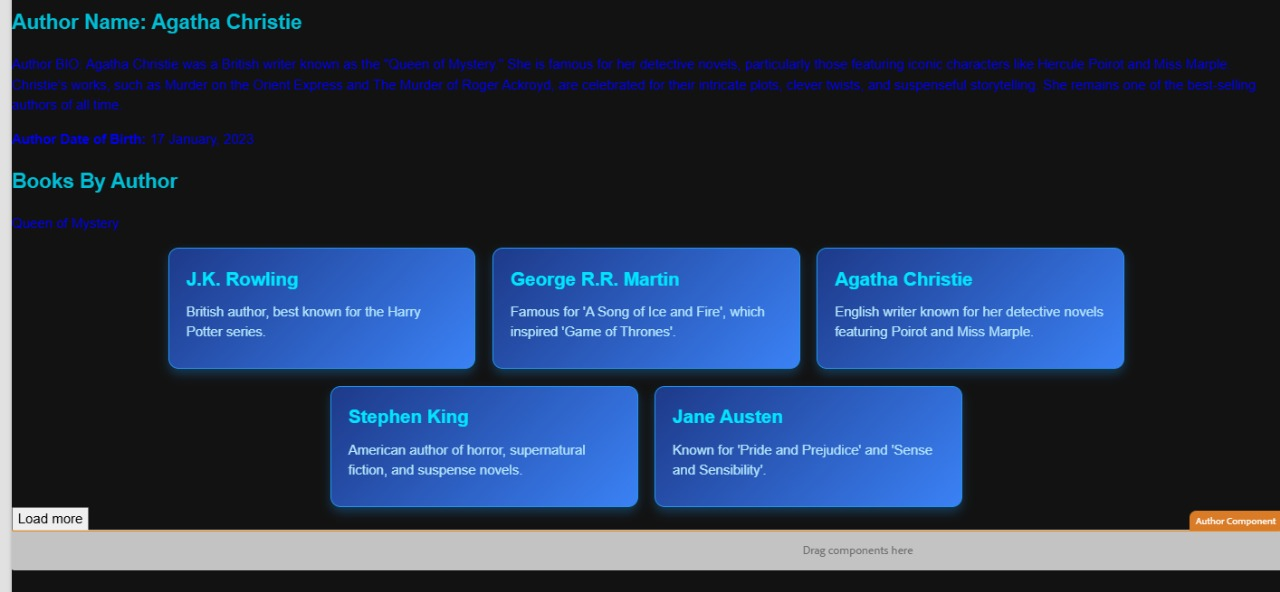 Author Name: Agatha Christie
Author BIO: Agatha Christie was a British writer known as the "Queen of Mystery." She is famous for her detective novels, particularly those featuring iconic characters like Hercule Poirot and Miss Marple.
Christie's works, such as Murder on the Orient Express and The Murder of Roger Ackroyd, are celebrated for their intricate plots, clever twists, and suspenseful storytelling. She remains one of the best-selling
authors of all time.
Author Date of Birth: 17 January, 2023
Books By Author
Queen of Mystery
J.K. Rowling
British author, best known for the Harry
Potter series.
George R.R. Martin
Famous for 'A Song of Ice and Fire', which
inspired 'Game of Thrones'.
Agatha Christie
English writer known for her detective novels
featuring Poirot and Miss Marple.
Stephen King
American author of horror, supernatural
fiction, and suspense novels.
Jane Austen
Known for 'Pride and Prejudice' and 'Sense
and Sensibility'.
Load more
Author Component
Drag components here